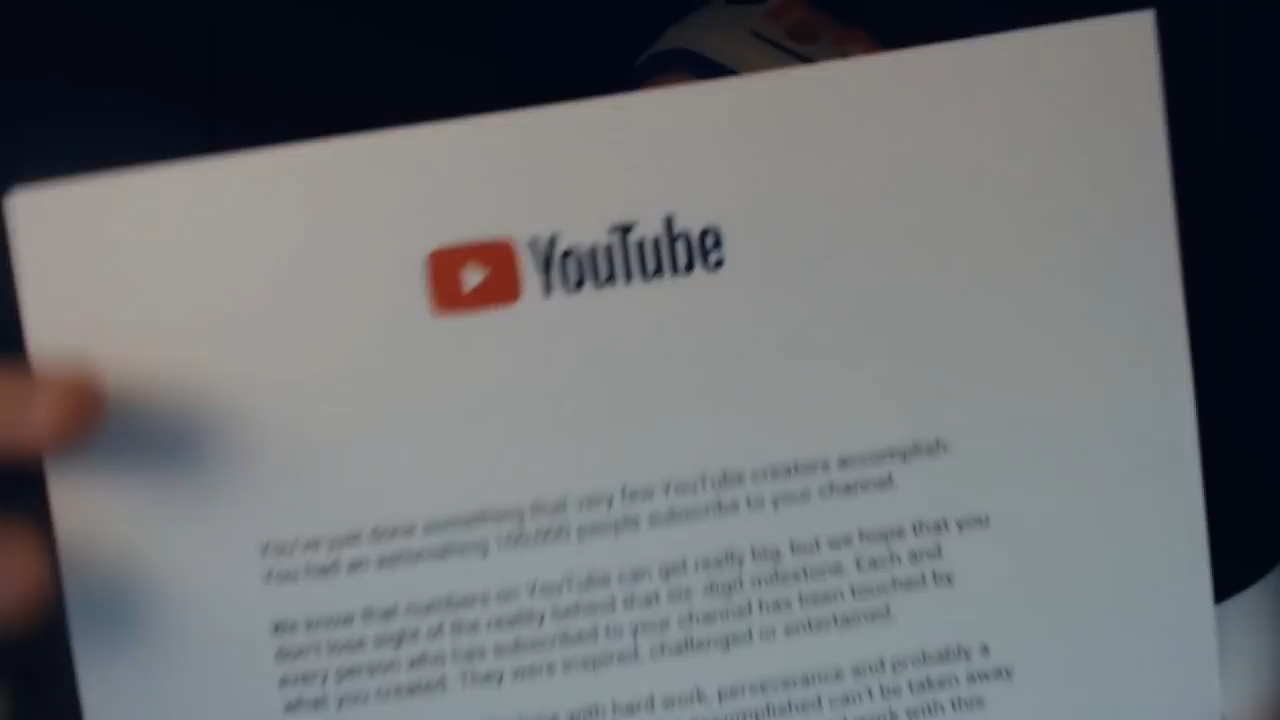 YouTube
You've just done something that very few YouTube creators accomplish.
You had an astonishing 100,000 people subscribe to your channel.
We know that numbers on YouTube can get really big, but we hope that you
don't lose sight of the reality behind that six-digit milestone. Each and
every person who has subscribed to your channel has been touched by
what you created. They were inspired, challenged or entertained.
with hard work, perseverance and probably a
accomplished can't be taken away
work with this